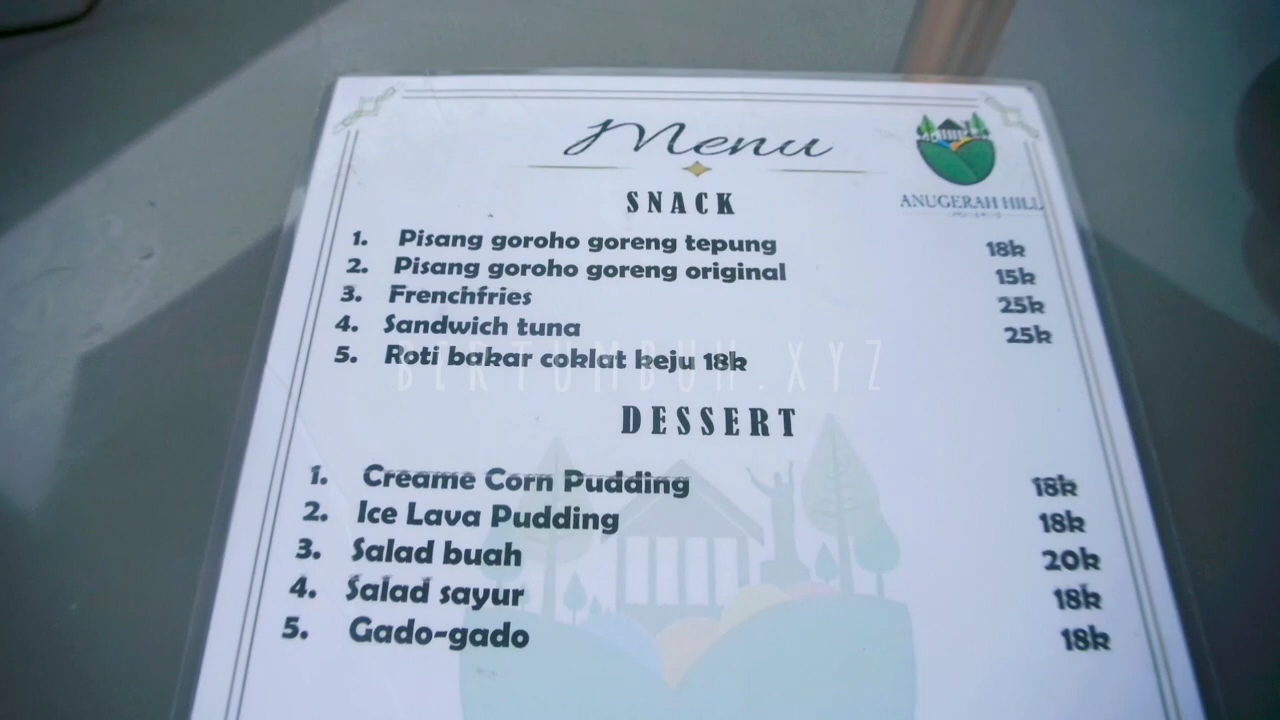 Menu
ANUGERAH HILL
SNACK
1. Pisang goroho goreng tepung 18k
2. Pisang goroho goreng original 15k
3. Frenchfries 25k
4. Sandwich tuna 25k
5. Roti bakar coklat keju 18k
BERTUMBUH.XYZ
DESSERT
1. Creame Corn Pudding 18k
2. Ice Lava Pudding 18k
3. Salad buah 20k
4. Salad sayur 18k
5. Gado-gado 18k